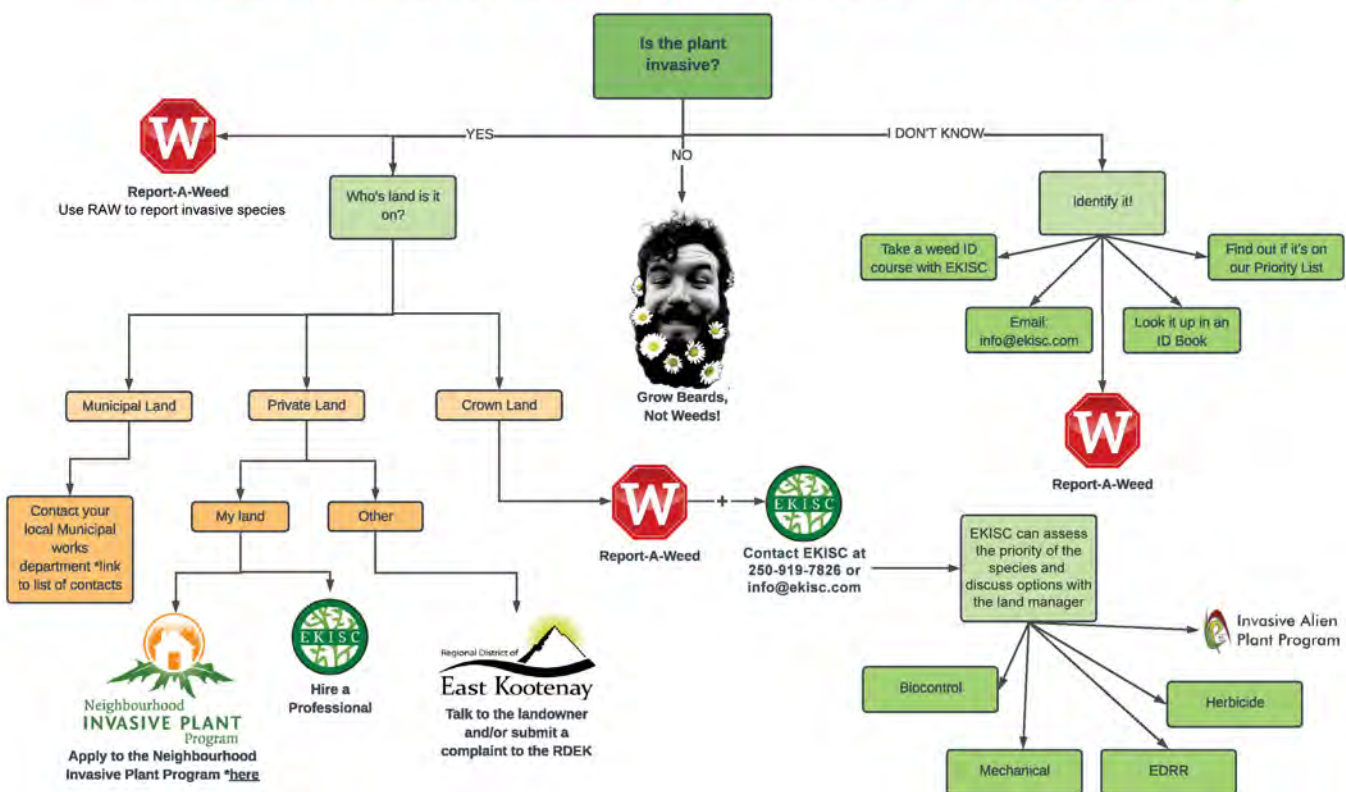 Is the plant
invasive?
YES
NO
I DON'T KNOW
W
Report-A-Weed
Use RAW to report invasive species
Who's land is it
on?
Identify it!
Take a weed ID
course with EKISC
Find out if it's on
our Priority List
Email:
info@ekisc.com
Look it up in an
ID Book
W
Report-A-Weed
Grow Beards,
Not Weeds!
Municipal Land
Private Land
Crown Land
Contact your
local Municipal
works
department *link
to list of contacts
My land
Other
W
Report-A-Weed
+
EKISC
Contact EKISC at
250-919-7826 or
info@ekisc.com
EKISC can assess
the priority of the
species and
discuss options with
the land manager
Invasive Alien
Plant Program
Biocontrol
Herbicide
Mechanical
EDRR
Neighbourhood
INVASIVE PLANT
Program
Apply to the Neighbourhood
Invasive Plant Program *here
EKISC
Hire a
Professional
Regional District of
East Kootenay
Talk to the landowner
and/or submit a
complaint to the RDEK